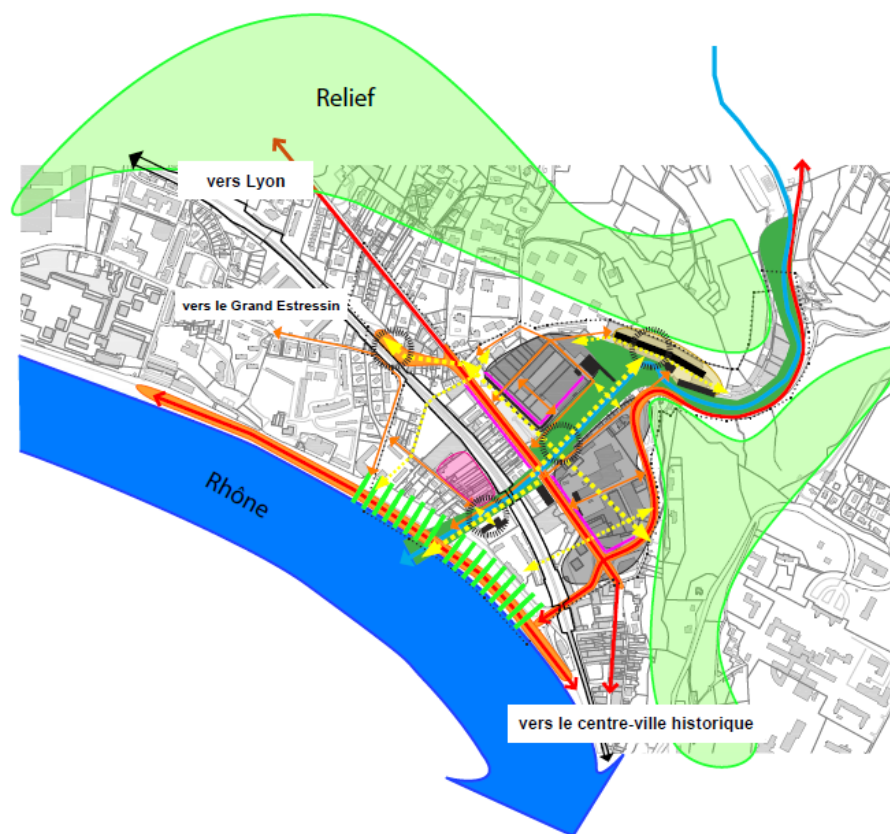 Relief
vers Lyon
vers le Grand Estressin
Rhône
vers le centre-ville historique